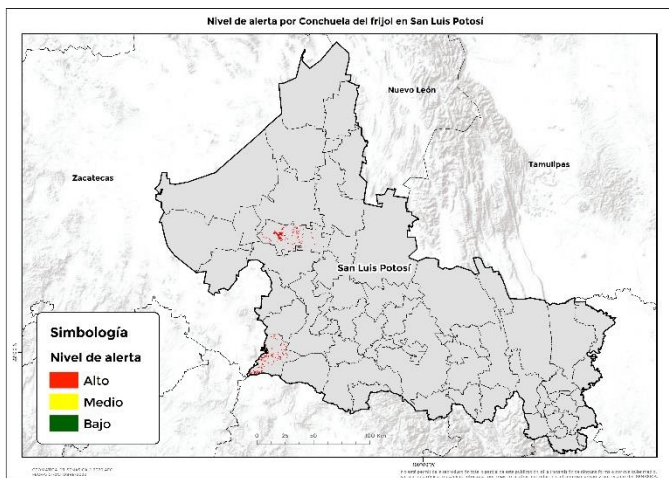 Nivel de alerta por Conchuela del frijol en San Luis Potosí
Nuevo León
Tamulipas
Zacatecas
San Luis Potosí
Simbología
Nivel de alerta
Alto
Medio
Bajo
0 25 50 100 Km